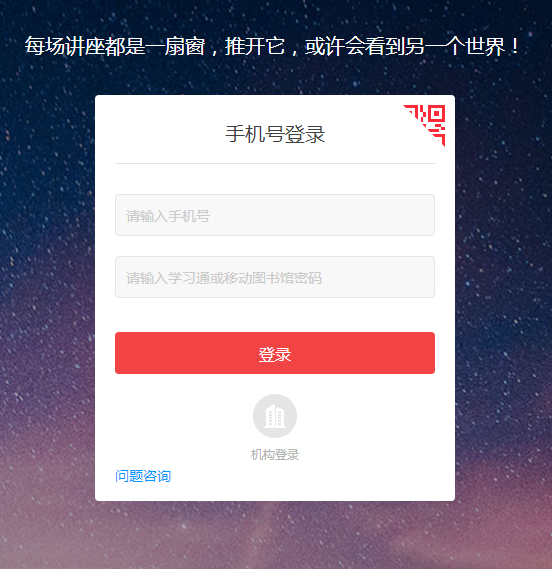 每场讲座都是一扇窗，推开它，或许会看到另一个世界！
手机号登录
请输入手机号
请输入学习通或移动图书馆密码
登录
机构登录
问题咨询